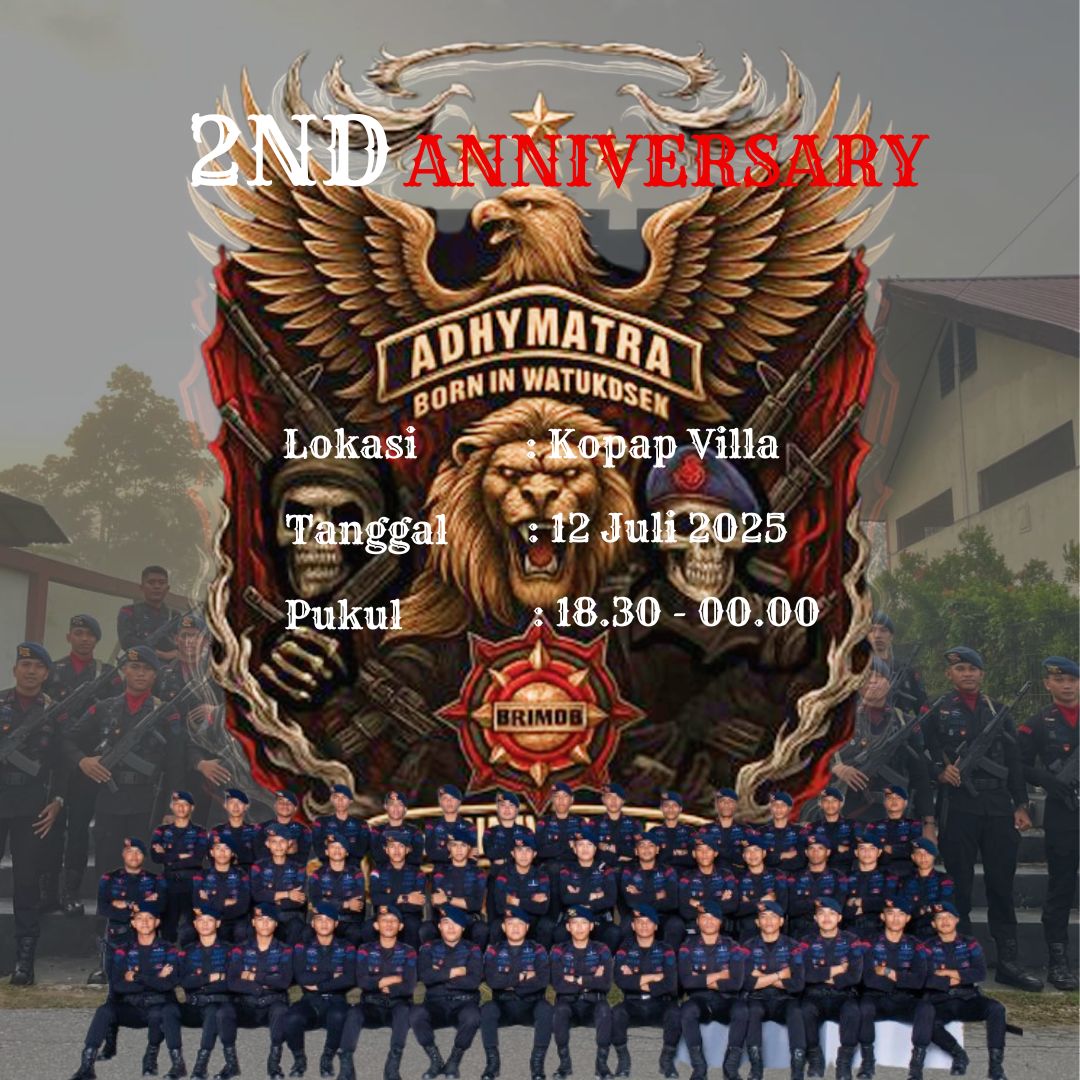 2ND ANNIVERSARY
ADHYMATRA
BORN IN WATUKDSEK
Lokasi : Kopap Villa
Tanggal : 12 Juli 2025
Pukul : 18.30 - 00.00
BRIMOB